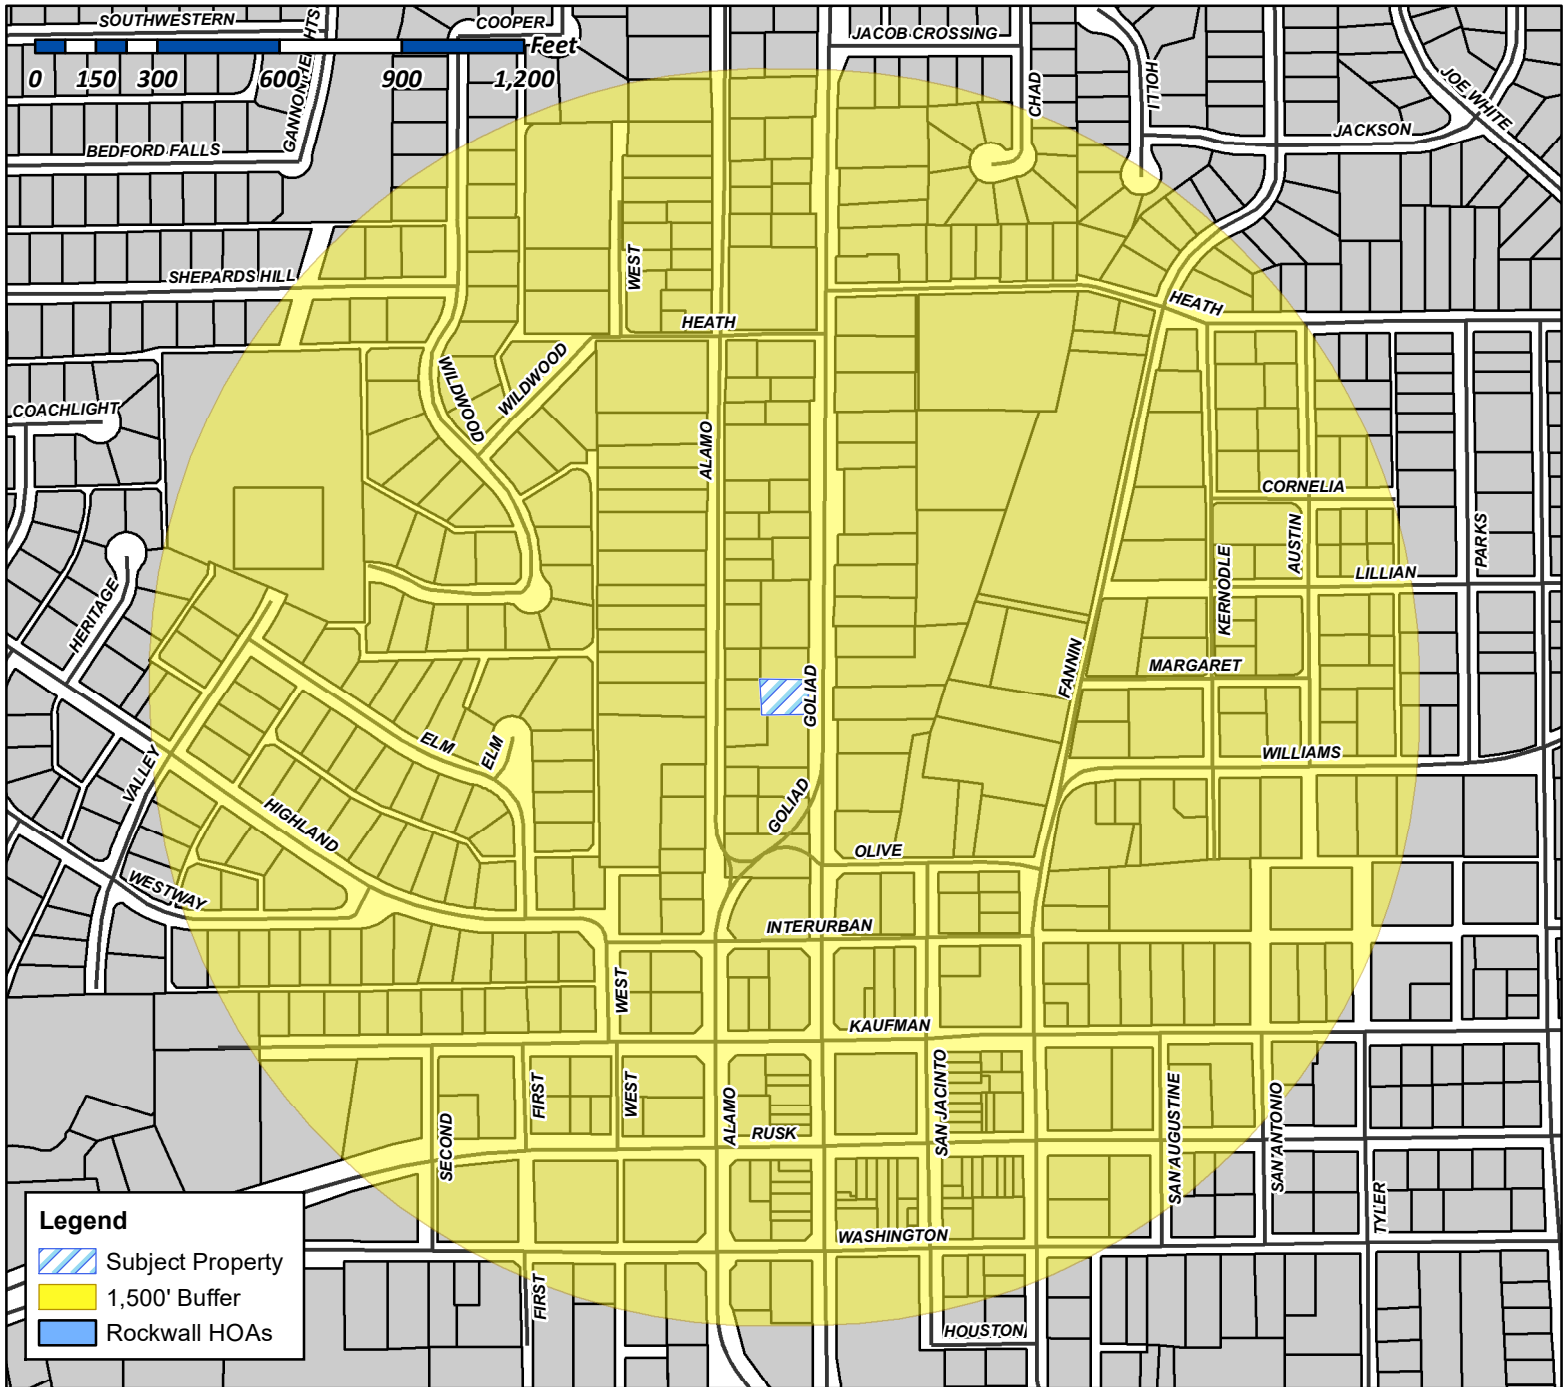 SOUTHWESTERN
COOPER
JACOB CROSSING
Feet
0 150 300 600 900 1,200
CHAD
HOLLI
JOE WHITE
JACKSON
BEDFORD FALLS
WEST
SHEPARDS HILL
HEATH
HEATH
WILDWOOD
WILDWOOD
COACHLIGHT
ALAMO
CORNELIA
AUSTIN
PARKS
KERNODLE
LILLIAN
HERITAGE
FANNIN
MARGARET
GOLIAD
ELM
ELM
WILLIAMS
VALLEY
GOLIAD
HIGHLAND
OLIVE
WESTWAY
INTERURBAN
WEST
KAUFMAN
FIRST
WEST
ALAMO
SAN JACINTO
SAN AUGUSTINE
SAN ANTONIO
SECOND
RUSK
TYLER
WASHINGTON
FIRST
HOUSTON
Legend
Subject Property
1,500' Buffer
Rockwall HOAs